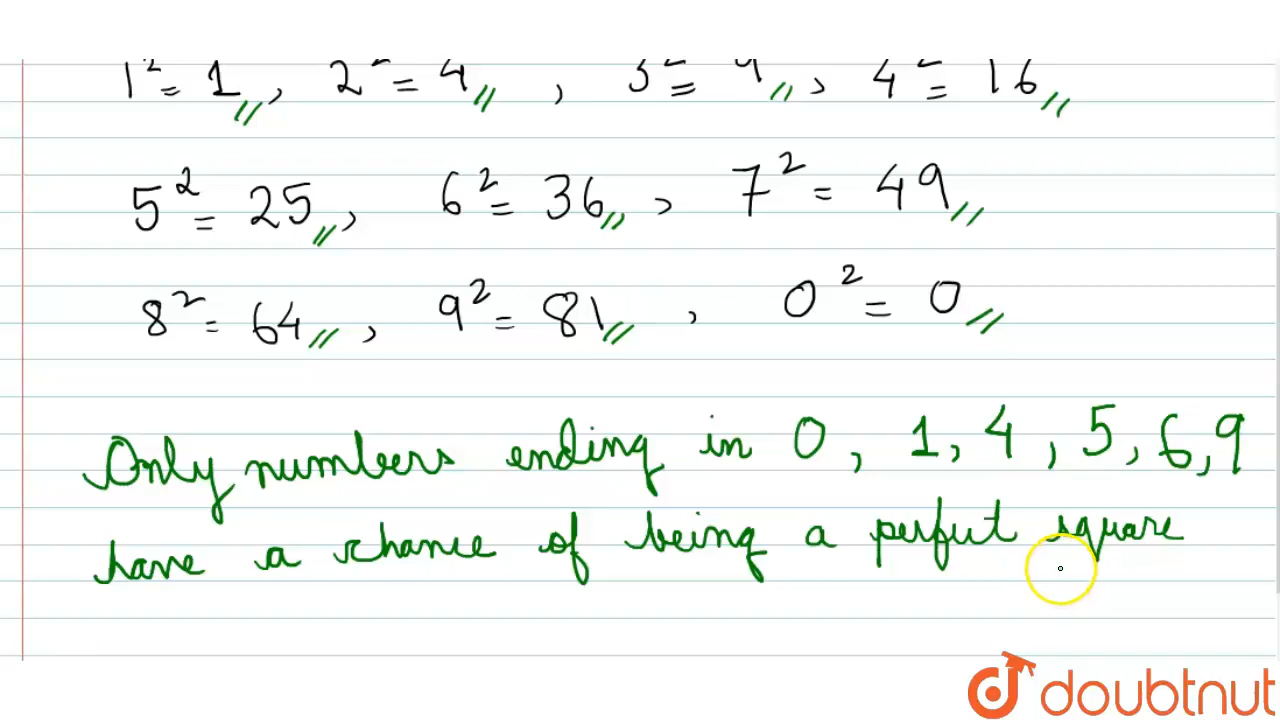 1² = 1, 2² = 4, 3² = 9, 4² = 16
5² = 25, 6² = 36, 7² = 49
8² = 64, 9² = 81, 0² = 0
Only numbers ending in 0, 1, 4, 5, 6, 9
have a chance of being a perfect square
doubtnut